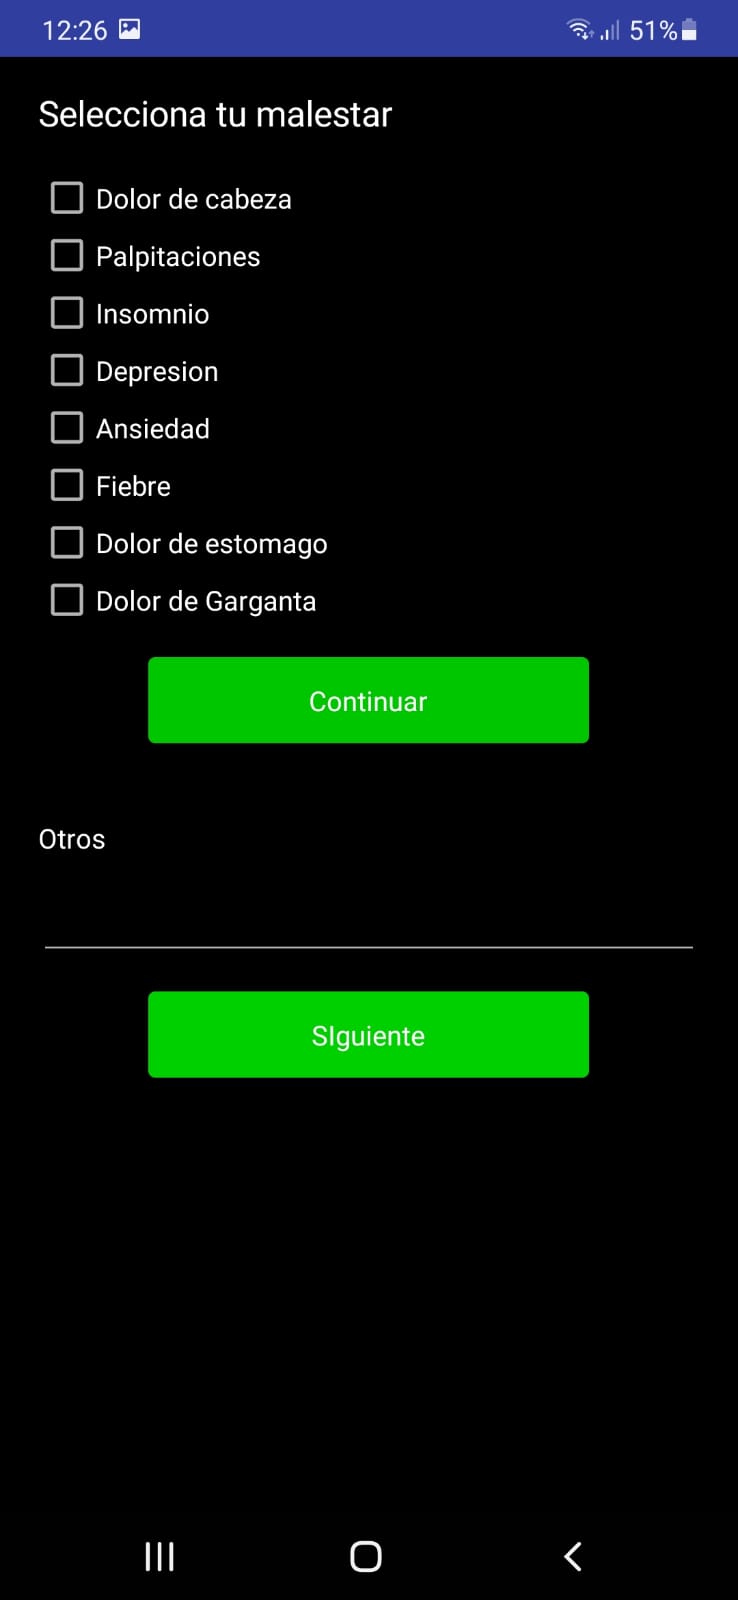 12:26
51%
Selecciona tu malestar
Dolor de cabeza
Palpitaciones
Insomnio
Depresion
Ansiedad
Fiebre
Dolor de estomago
Dolor de Garganta
Continuar
Otros
SIguiente